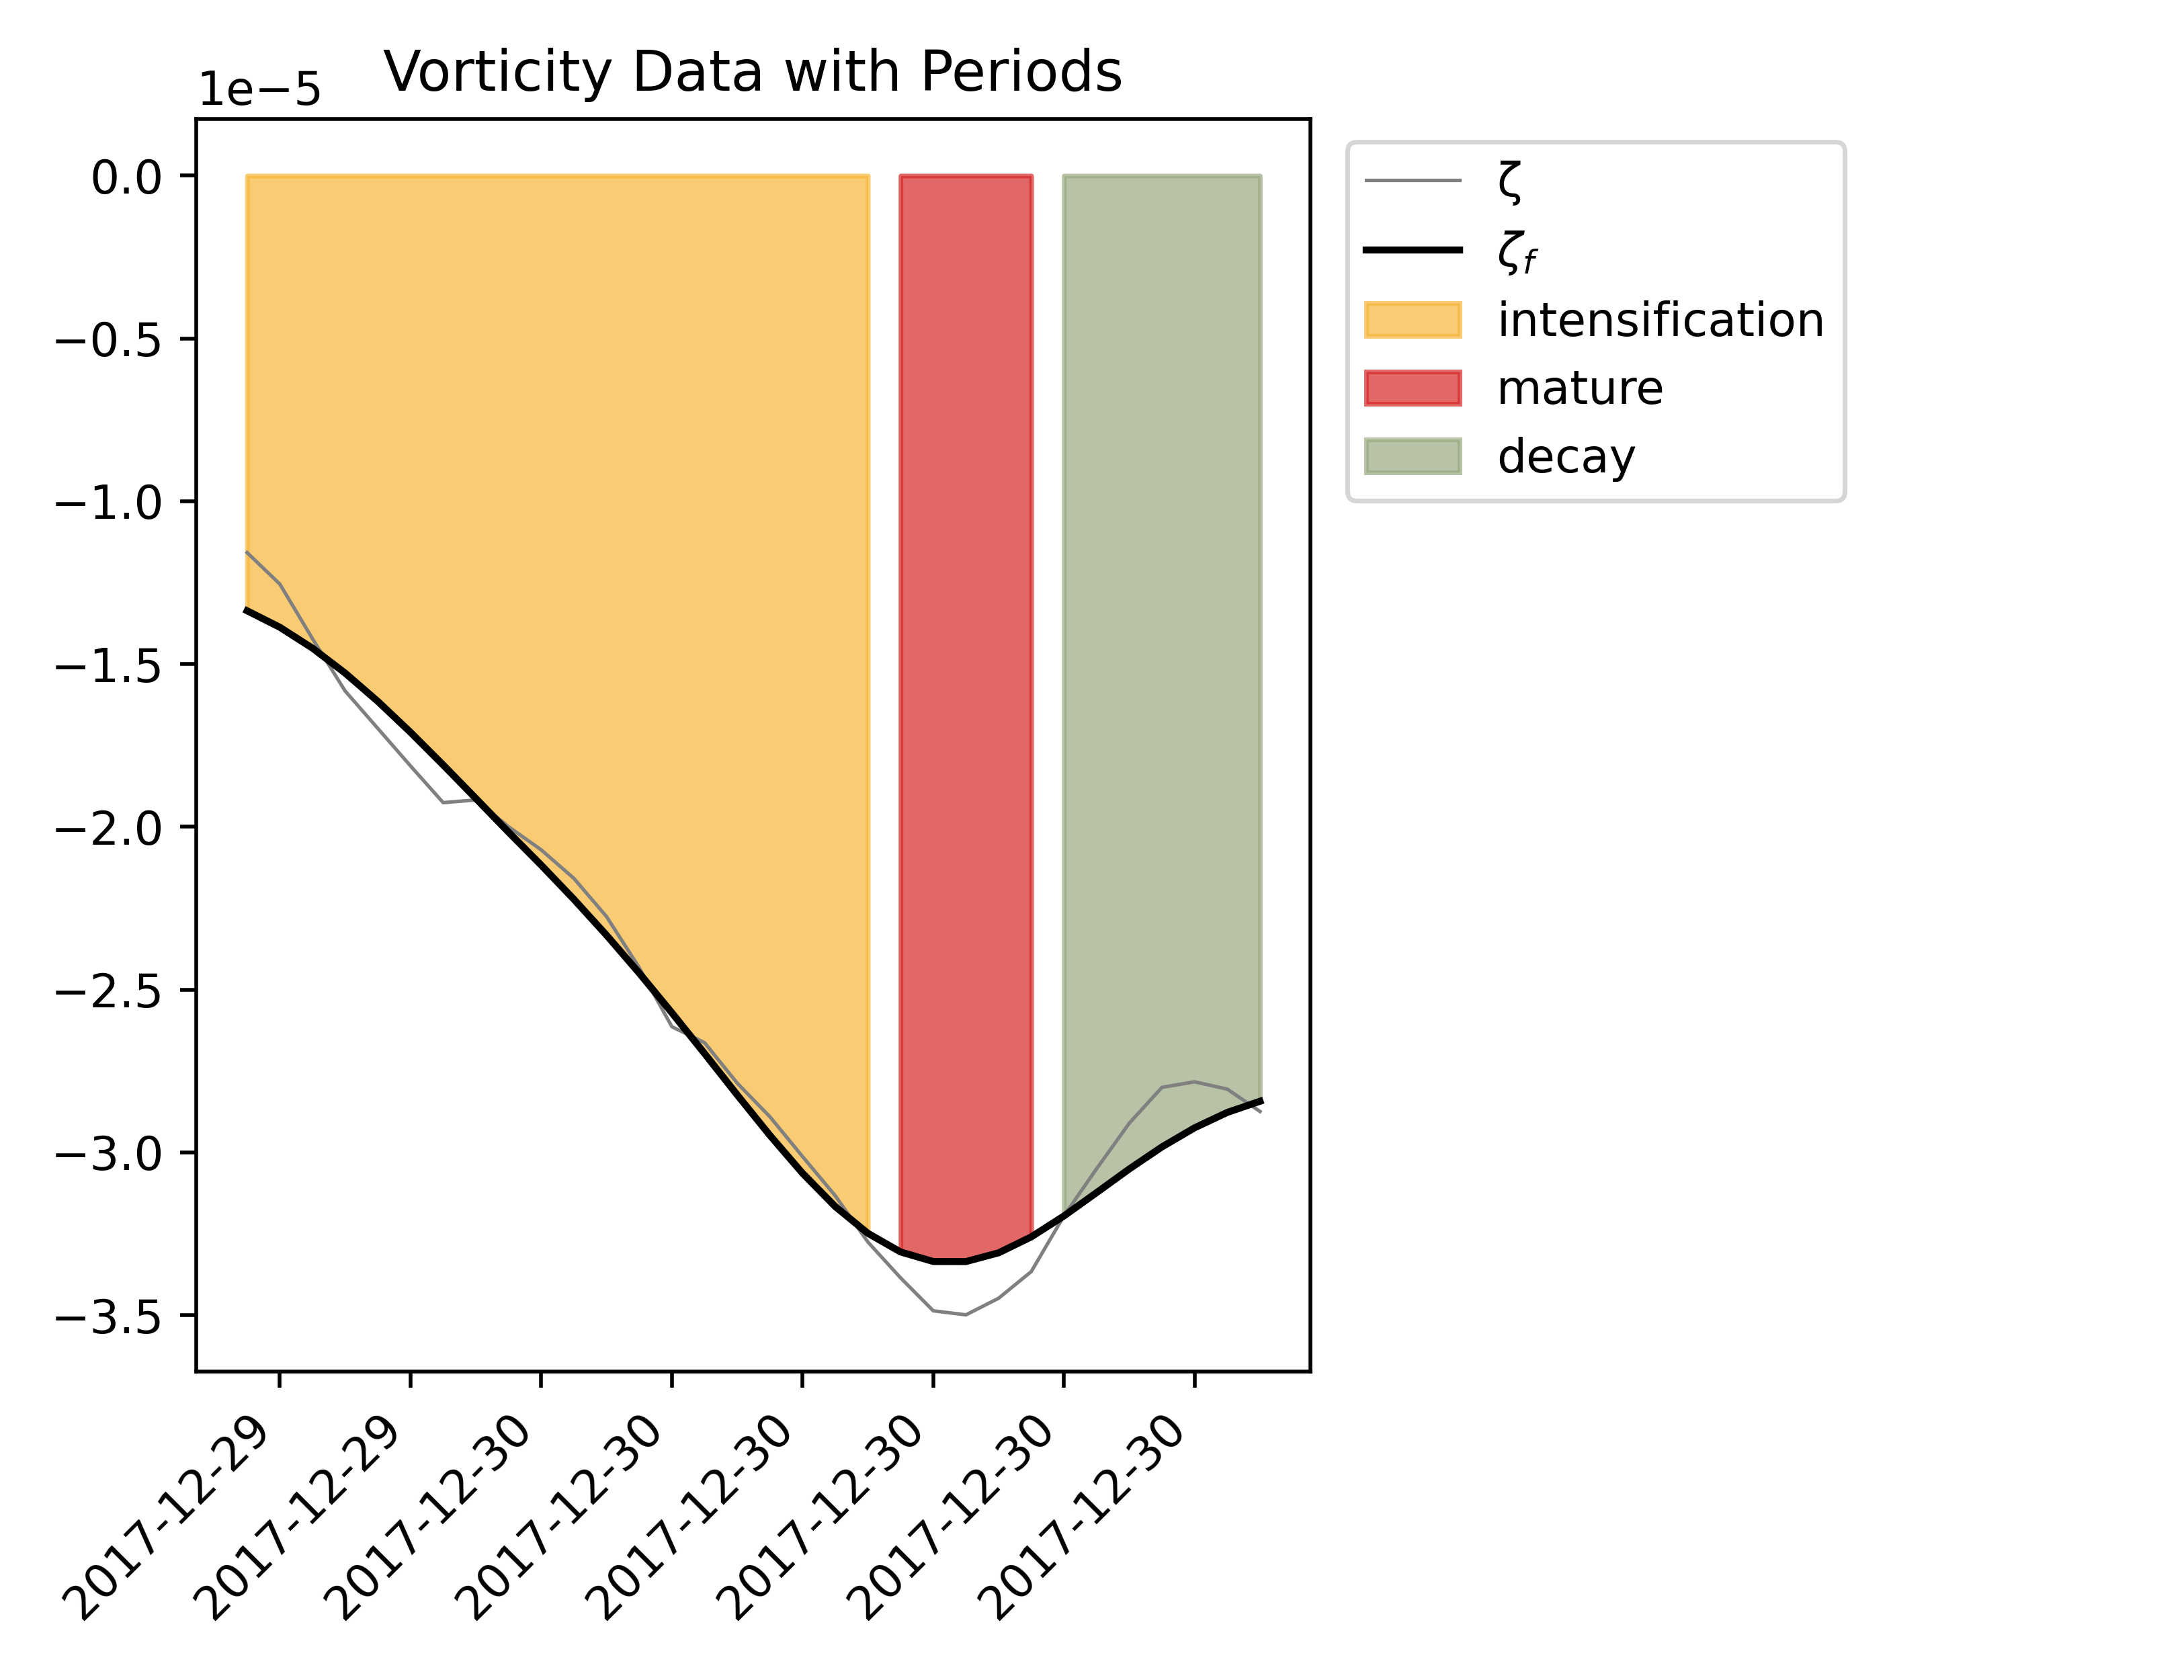 Vorticity Data with Periods
1e−5
0.0
−0.5
−1.0
−1.5
−2.0
−2.5
−3.0
−3.5
2017-12-29
2017-12-29
2017-12-30
2017-12-30
2017-12-30
2017-12-30
2017-12-30
2017-12-30
ζ
ζf
intensification
mature
decay